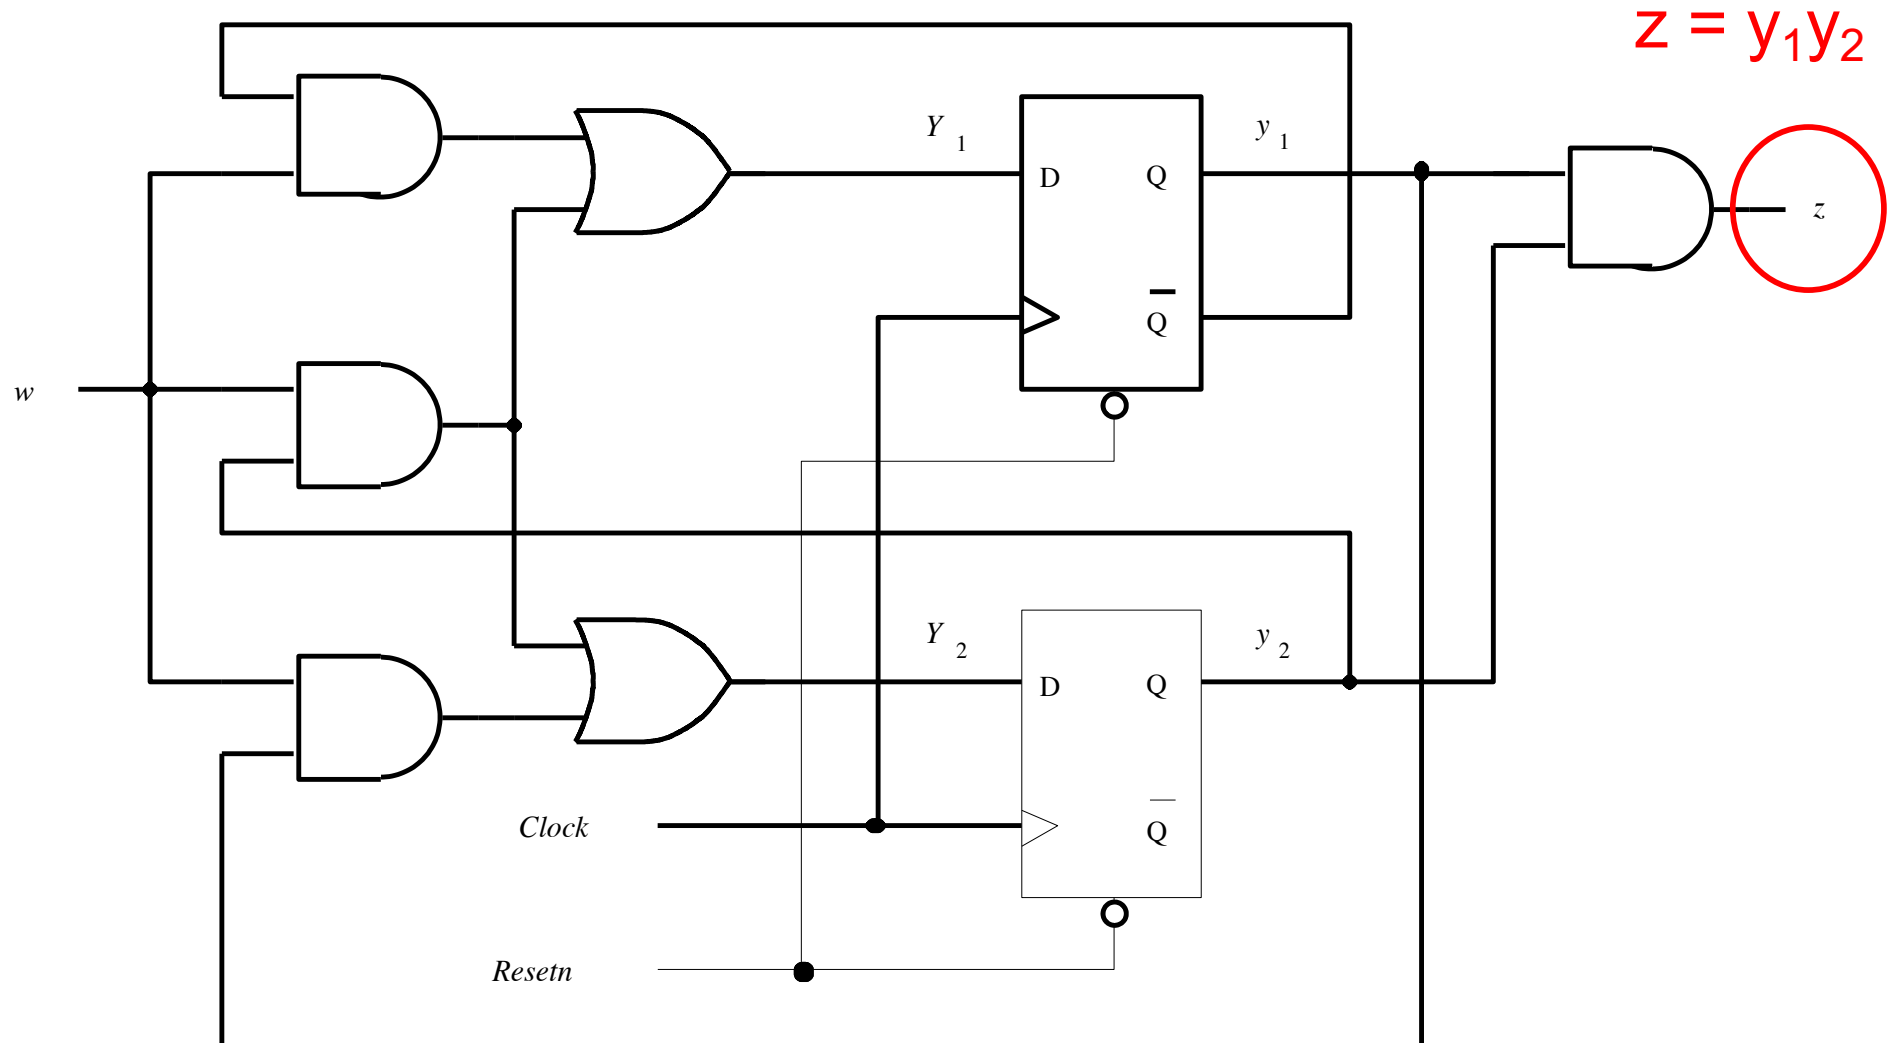 z = y₁y₂
Y 1
y 1
D Q
z
Q
w
Y 2
y 2
D Q
Clock
Q
Resetn